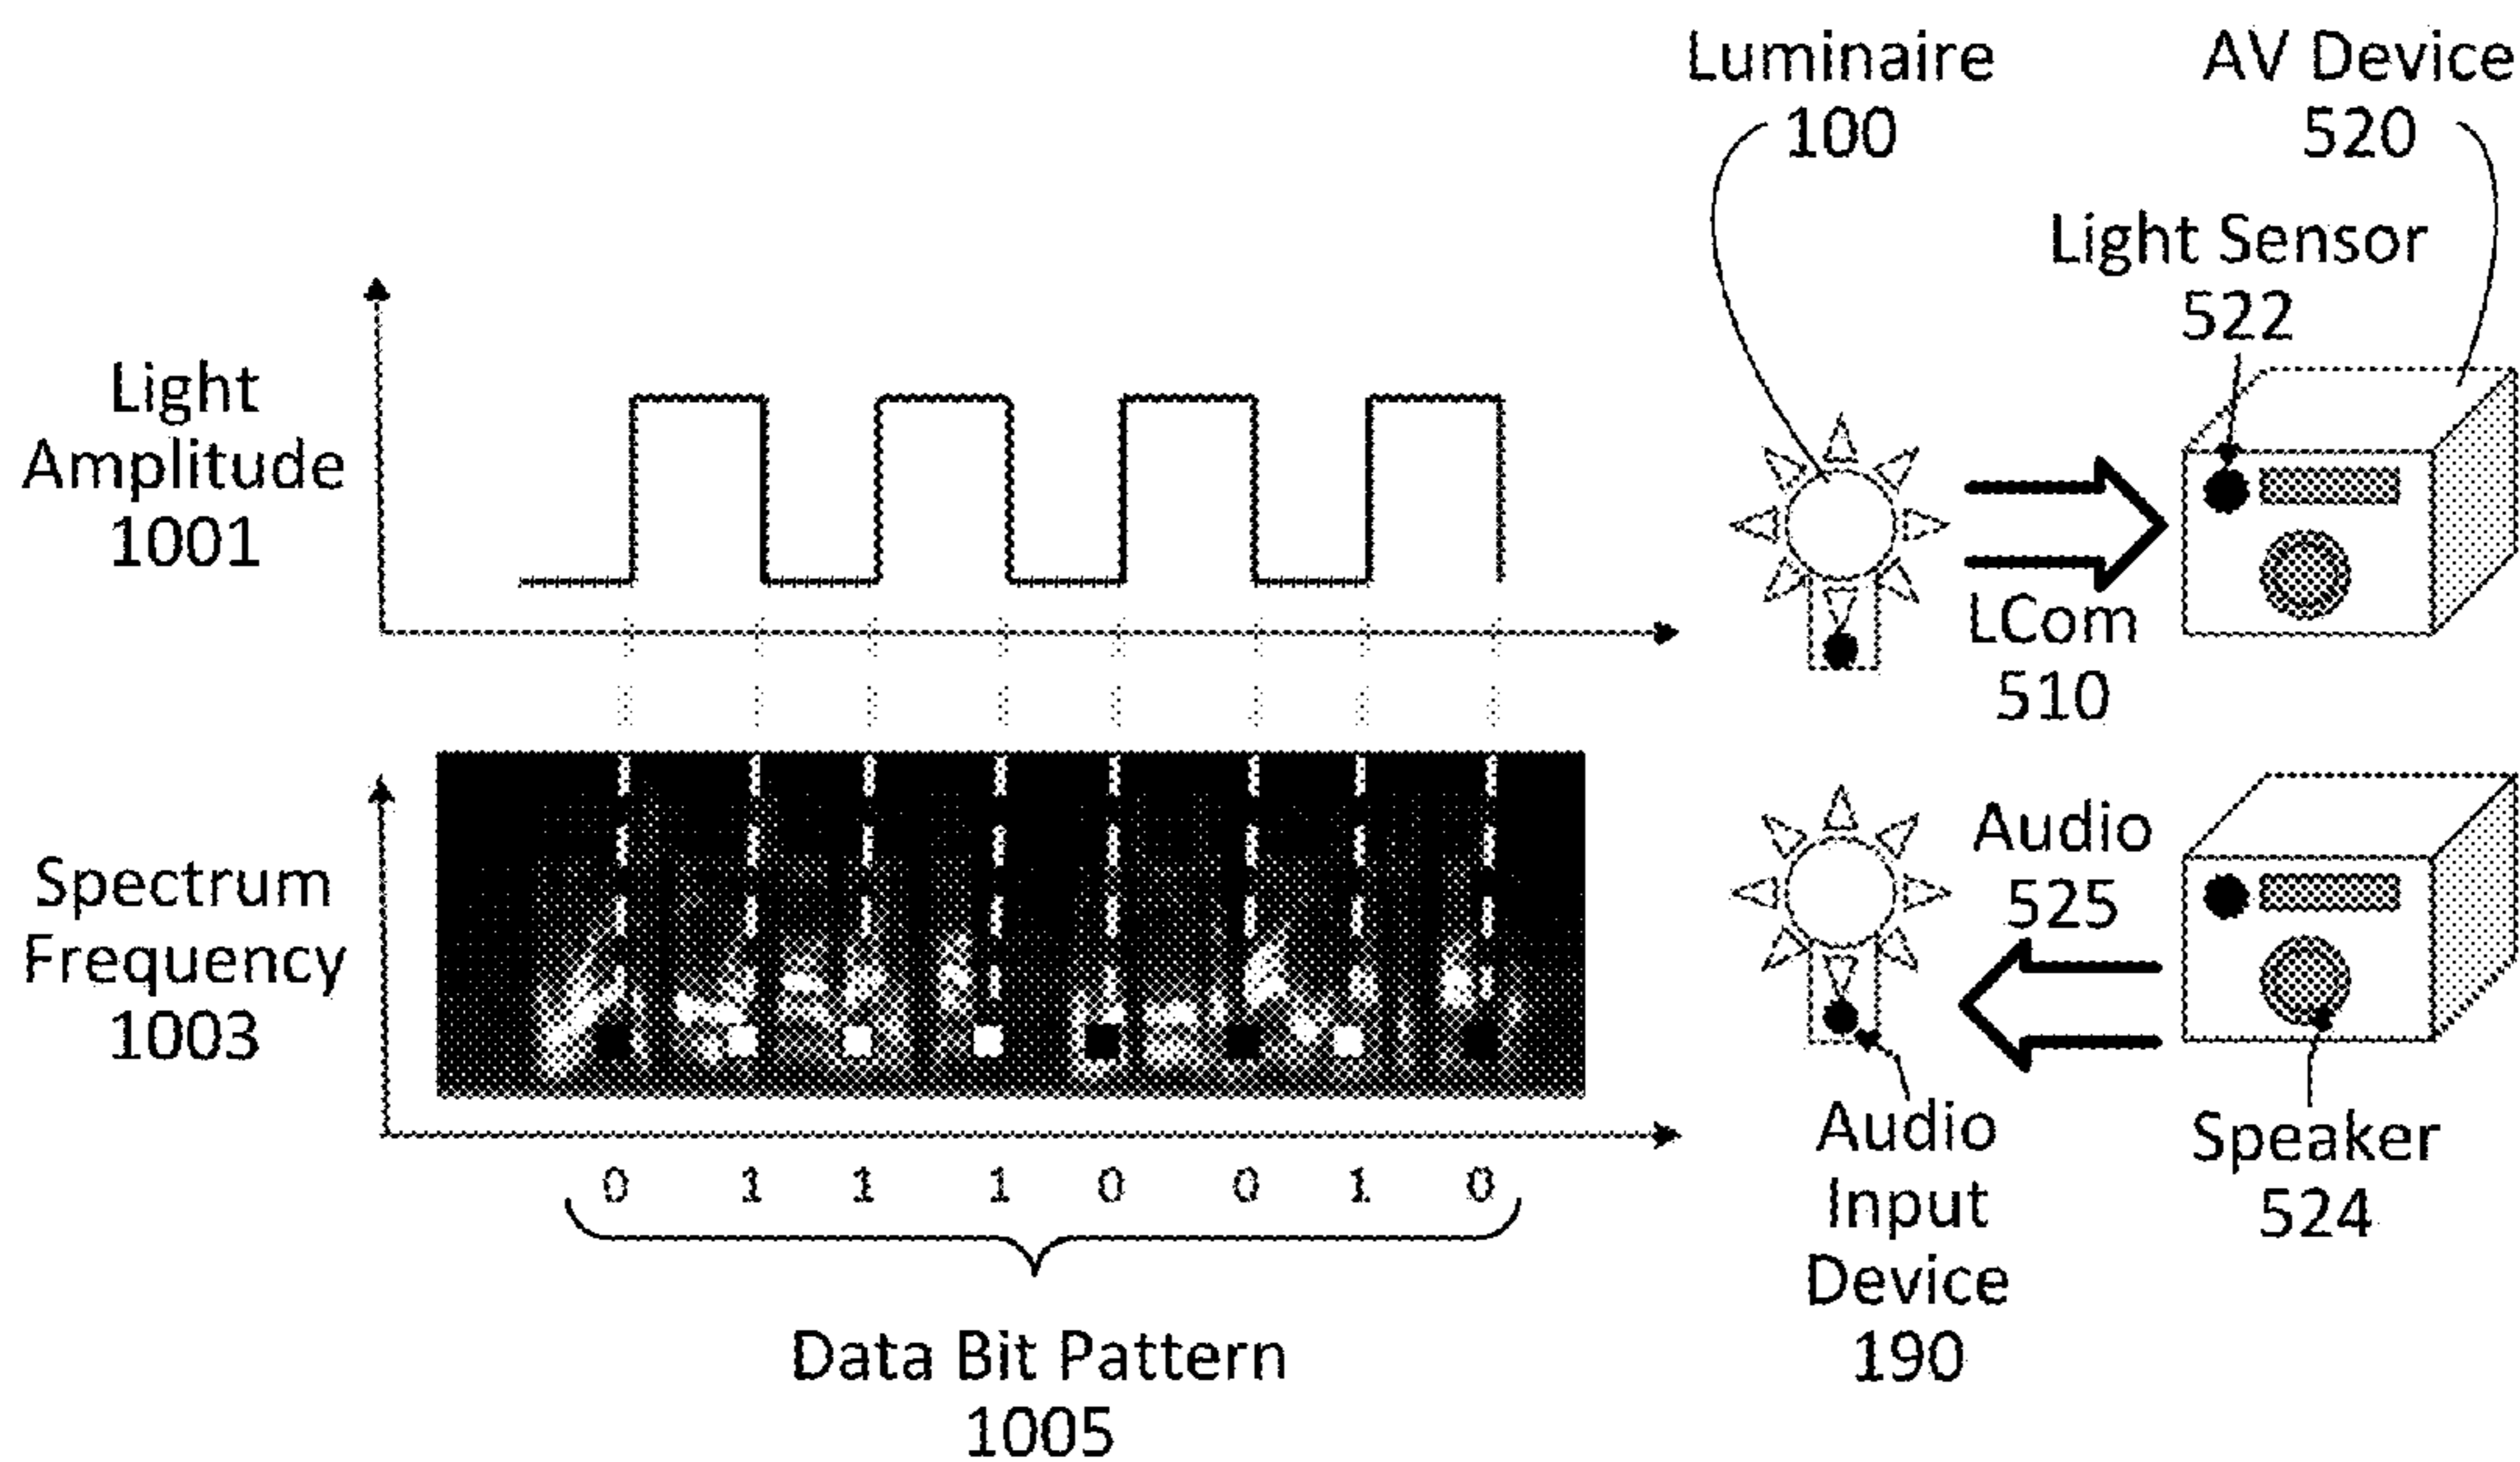 Luminaire
100
AV Device
520
Light Sensor
522
Light
Amplitude
1001
LCom
510
Spectrum
Frequency
1003
Audio
525
0 1 1 1 0 0 1 0
Audio
Input
Device
190
Speaker
524
Data Bit Pattern
1005